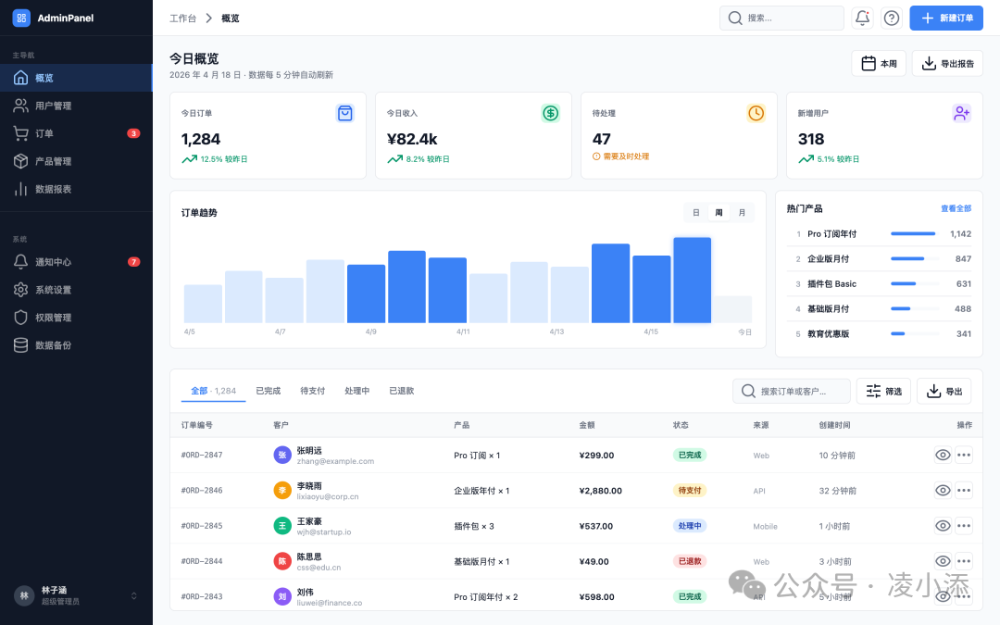 AdminPanel
主导航
概览
用户管理
订单 3
产品管理
数据报表
系统
通知中心 7
系统设置
权限管理
数据备份
林 林子涵
超级管理员
工作台 概览
搜索...
新建订单
今日概览
2026 年 4 月 18 日 · 数据每 5 分钟自动刷新
本周
导出报告
今日订单
1,284
12.5% 较昨日
今日收入
¥82.4k
8.2% 较昨日
待处理
47
需要及时处理
新增用户
318
5.1% 较昨日
订单趋势
日 周 月
4/5 4/7 4/9 4/11 4/13 4/15 今日
热门产品 查看全部
1 Pro 订阅年付 1,142
2 企业版月付 847
3 插件包 Basic 631
4 基础版月付 488
5 教育优惠版 341
全部 · 1,284 已完成 待支付 处理中 已退款
搜索订单或客户...
筛选
导出
订单编号 客户 产品 金额 状态 来源 创建时间 操作
#ORD-2847 张 张明远 Pro 订阅 × 1 ¥299.00 已完成 Web 10 分钟前
zhang@example.com
#ORD-2846 李 李晓雨 企业版年付 × 1 ¥2,880.00 待支付 API 32 分钟前
lixiaoyu@corp.cn
#ORD-2845 王 王家豪 插件包 × 3 ¥537.00 处理中 Mobile 1 小时前
wjh@startup.io
#ORD-2844 陈 陈思思 基础版月付 × 1 ¥49.00 已退款 Web 3 小时前
css@edu.cn
#ORD-2843 刘 刘伟 Pro 订阅年付 × 2 ¥598.00 已完成 API 5 小时前
liuwei@finance.co
公众号 · 凌小添